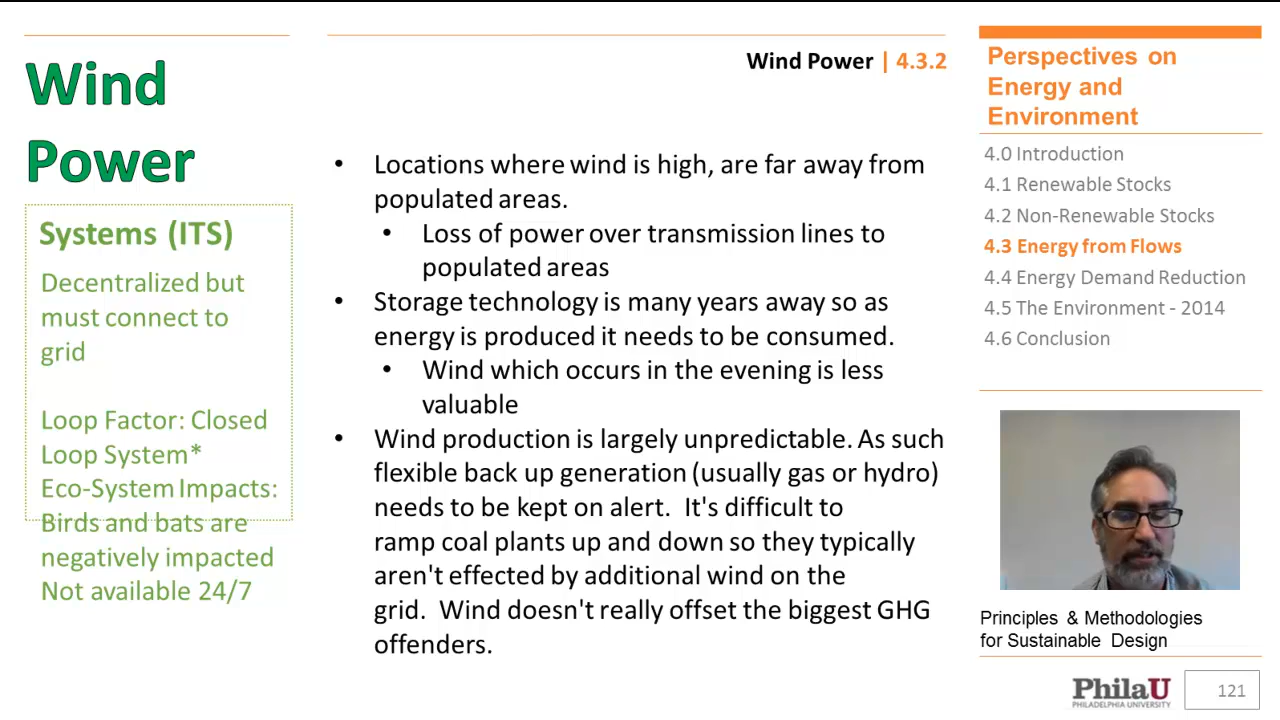 Wind
Power
Systems (ITS)
Decentralized but
must connect to
grid
Loop Factor: Closed
Loop System*
Eco-System Impacts:
Birds and bats are
negatively impacted
Not available 24/7
Wind Power | 4.3.2
• Locations where wind is high, are far away from
populated areas.
• Loss of power over transmission lines to
populated areas
• Storage technology is many years away so as
energy is produced it needs to be consumed.
• Wind which occurs in the evening is less
valuable
• Wind production is largely unpredictable. As such
flexible back up generation (usually gas or hydro)
needs to be kept on alert.  It's difficult to
ramp coal plants up and down so they typically
aren't effected by additional wind on the
grid.  Wind doesn't really offset the biggest GHG
offenders.
Perspectives on
Energy and
Environment
4.0 Introduction
4.1 Renewable Stocks
4.2 Non-Renewable Stocks
4.3 Energy from Flows
4.4 Energy Demand Reduction
4.5 The Environment - 2014
4.6 Conclusion
Principles & Methodologies
for Sustainable Design
PhilaU
PHILADELPHIA UNIVERSITY
121